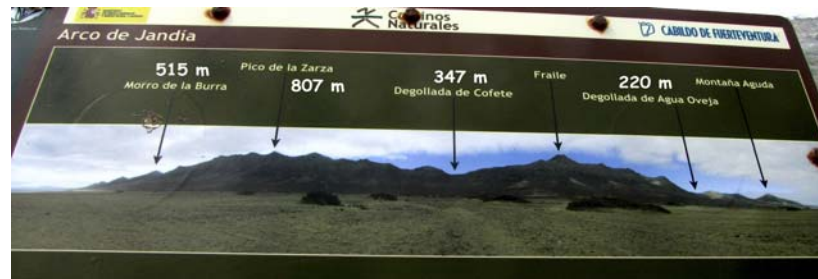 Caminos
Naturales
CABILDO DE FUERTEVENTURA
Arco de Jandía
515 m
Morro de la Burra
Pico de la Zarza
807 m
347 m
Degollada de Cofete
Fraile
220 m
Degollada de Agua Oveja
Montaña Aguda